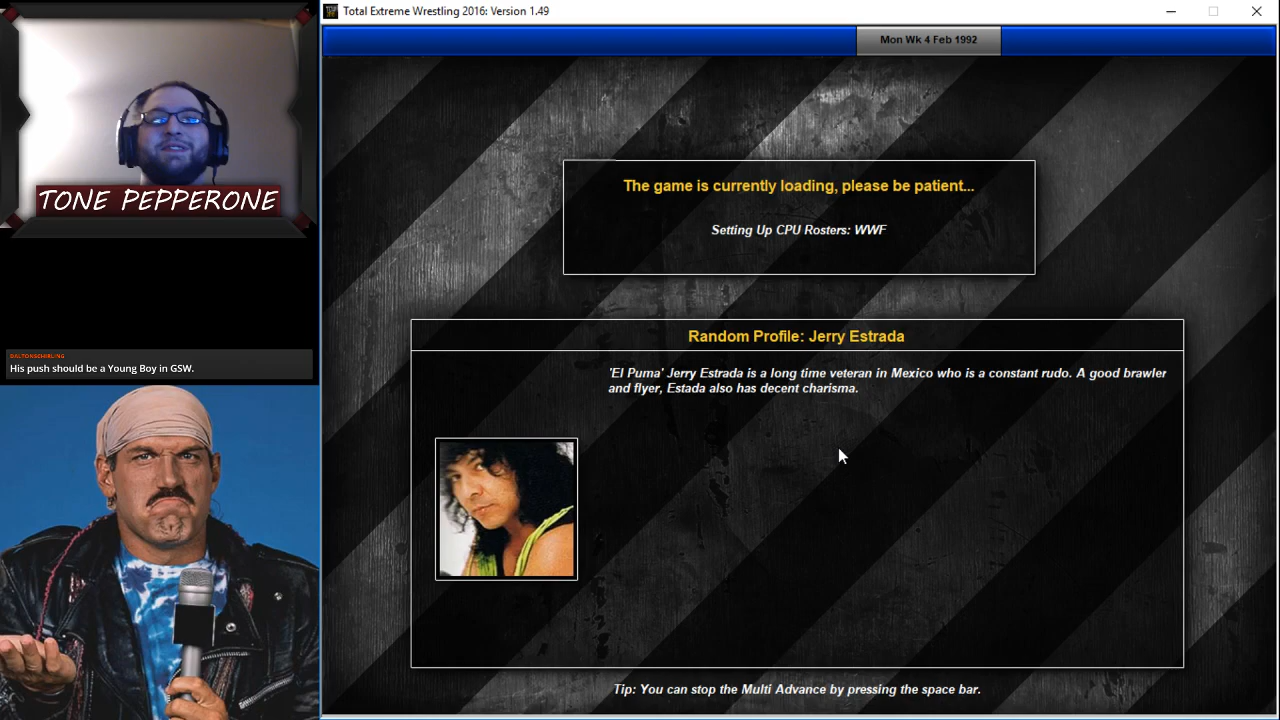 Total Extreme Wrestling 2016: Version 1.49
Mon Wk 4 Feb 1992
TONE PEPPERONE
The game is currently loading, please be patient...
Setting Up CPU Rosters: WWF
DALTONSCHIRLING
His push should be a Young Boy in GSW.
Random Profile: Jerry Estrada
'El Puma' Jerry Estrada is a long time veteran in Mexico who is a constant rudo. A good brawler
and flyer, Estada also has decent charisma.
Tip: You can stop the Multi Advance by pressing the space bar.